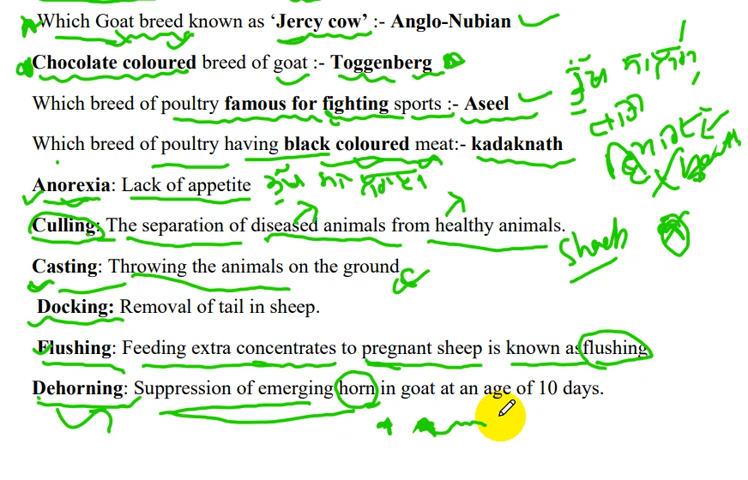 Which Goat breed known as ‘Jercy cow’ :- Anglo-Nubian
Chocolate coloured breed of goat :- Toggenberg
Which breed of poultry famous for fighting sports :- Aseel
Which breed of poultry having black coloured meat:- kadaknath
Anorexia: Lack of appetite
Culling: The separation of diseased animals from healthy animals.
Casting: Throwing the animals on the ground
Docking: Removal of tail in sheep.
Flushing: Feeding extra concentrates to pregnant sheep is known asflushing
Dehorning: Suppression of emerging horn in goat at an age of 10 days.